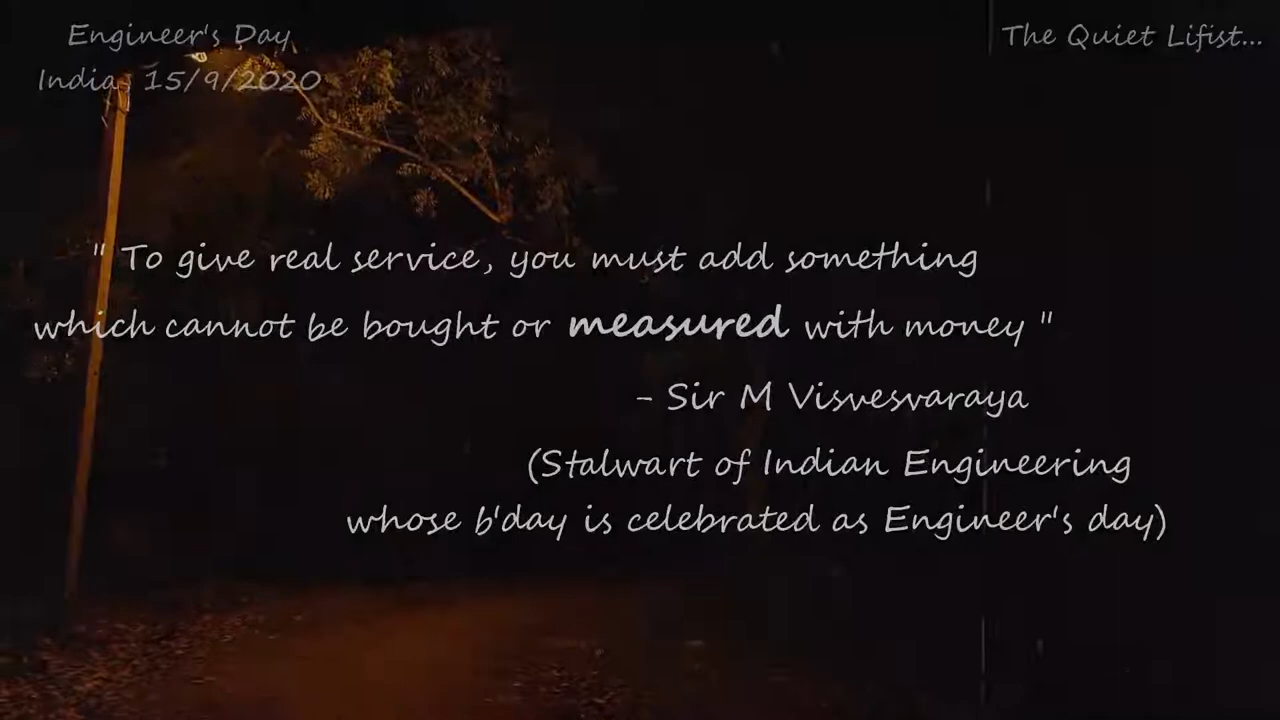 Engineer's Day
India, 15/9/2020
The Quiet Lifist...
" To give real service, you must add something
which cannot be bought or measured with money "
- Sir M Visvesvaraya
(Stalwart of Indian Engineering
whose b'day is celebrated as Engineer's day)